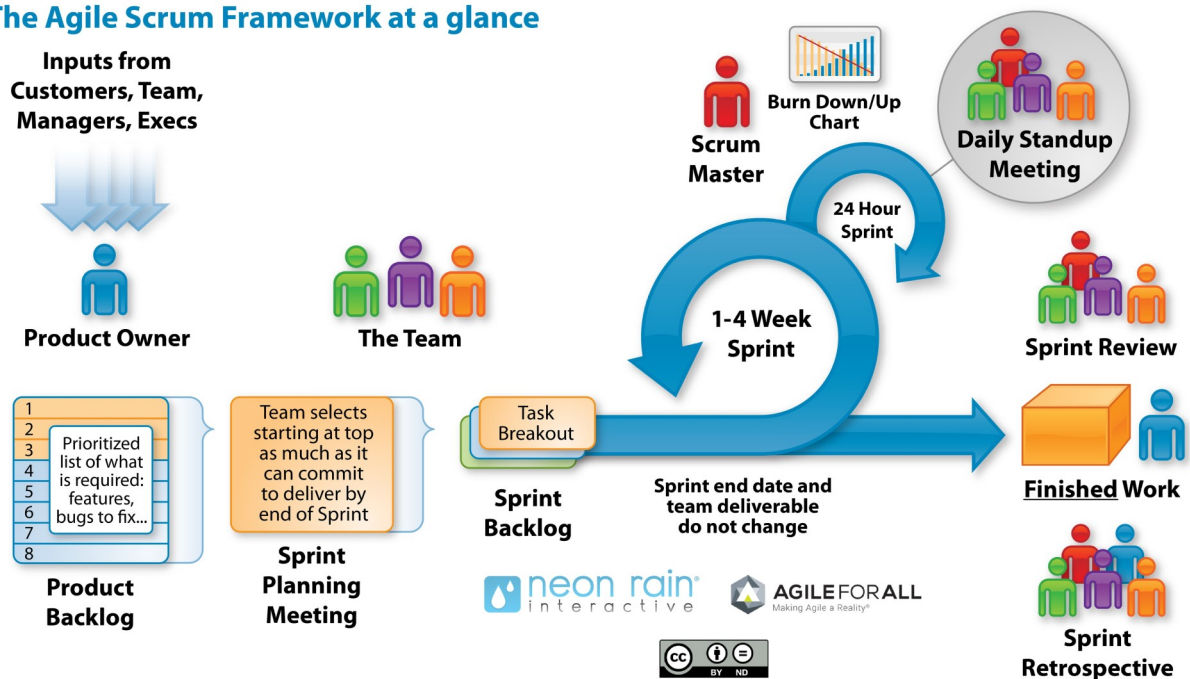 The Agile Scrum Framework at a glance
Inputs from
Customers, Team,
Managers, Execs
Product Owner
The Team
Scrum
Master
Burn Down/Up
Chart
Daily Standup
Meeting
24 Hour
Sprint
1-4 Week
Sprint
Sprint Review
1
2
3
4
5
6
7
8
Prioritized
list of what
is required:
features,
bugs to fix...
Product
Backlog
Team selects
starting at top
as much as it
can commit
to deliver by
end of Sprint
Sprint
Planning
Meeting
Task
Breakout
Sprint
Backlog
Sprint end date and
team deliverable
do not change
Finished Work
Sprint
Retrospective
neon rain®
interactive
AGILEFORALL
Making Agile a Reality®
cc
BY ND